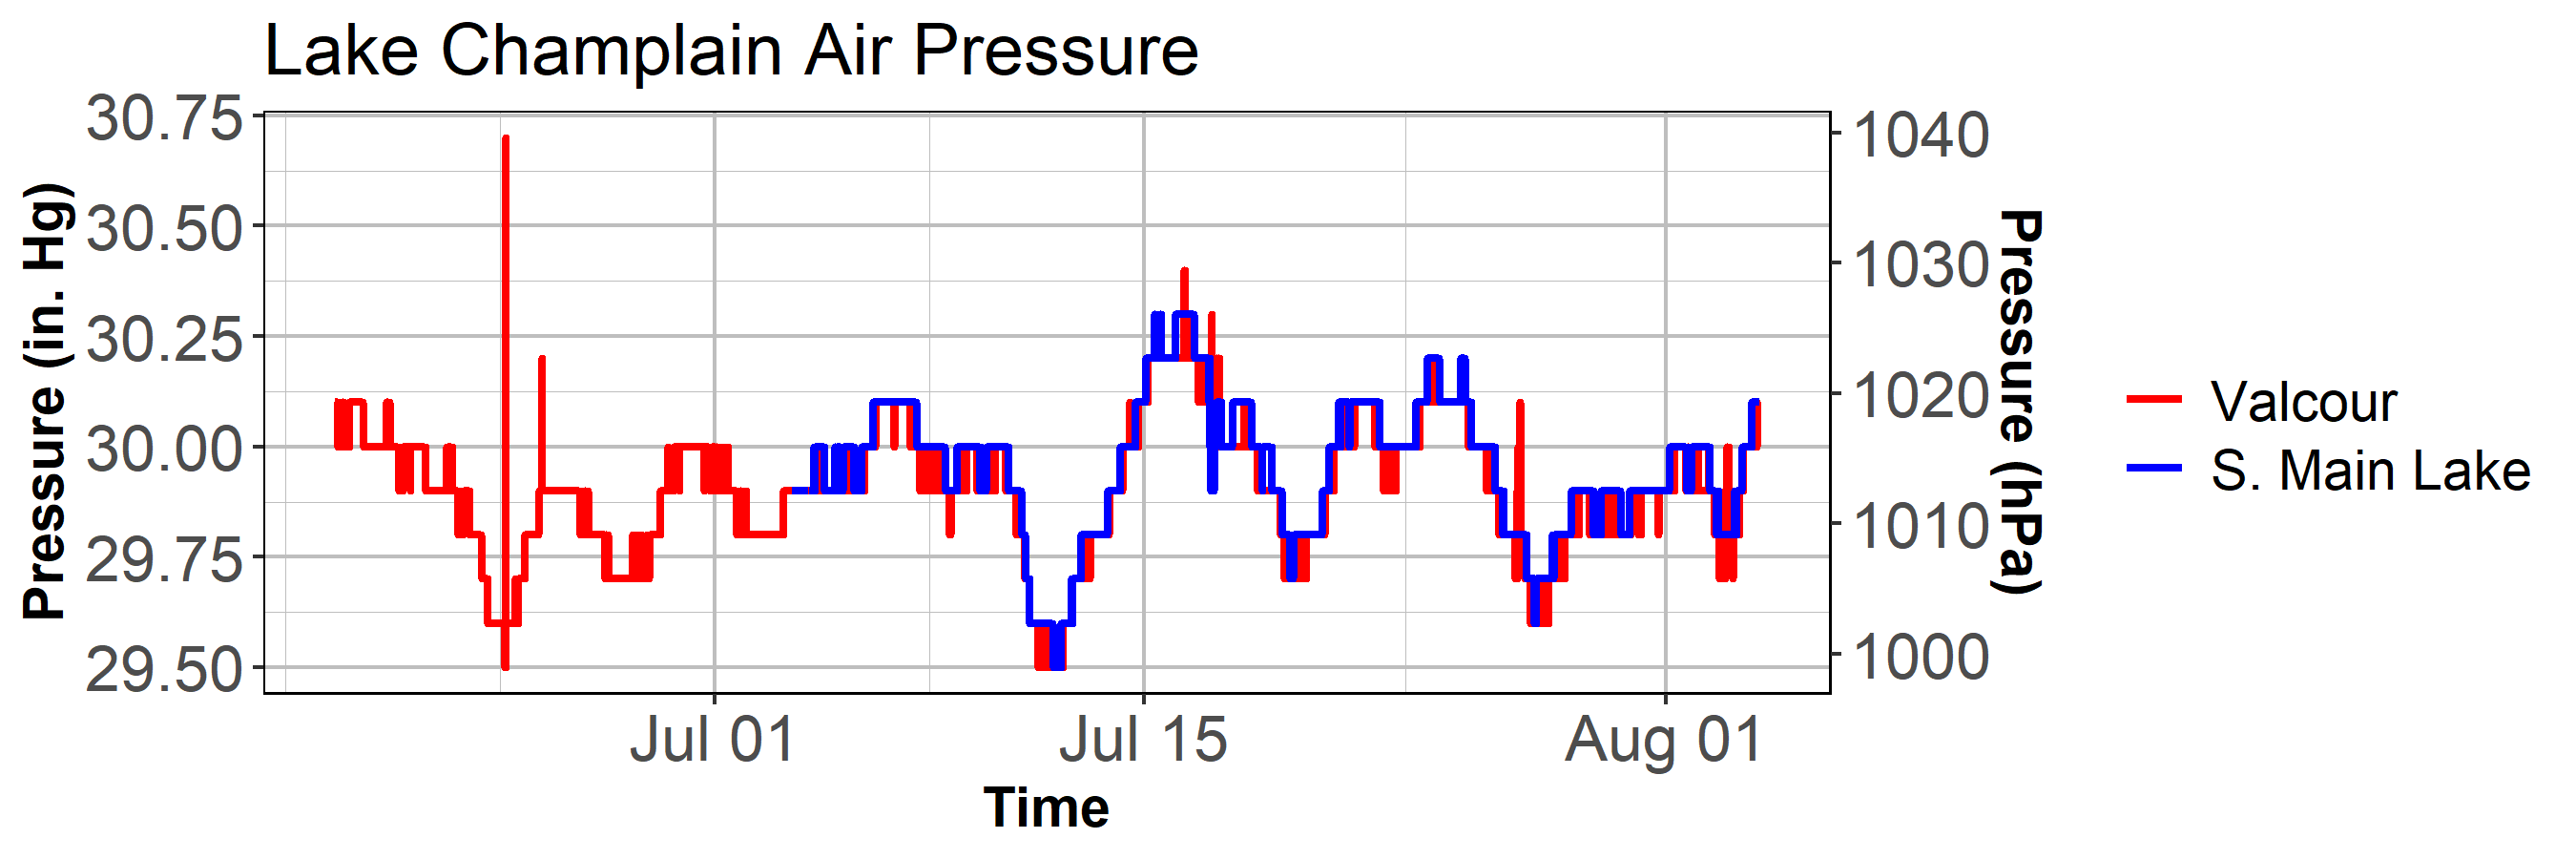 Lake Champlain Air Pressure
Pressure (in. Hg)
30.75
30.50
30.25
30.00
29.75
29.50
1040
1030
1020
1010
1000
Pressure (hPa)
Jul 01
Jul 15
Aug 01
Time
Valcour
S. Main Lake